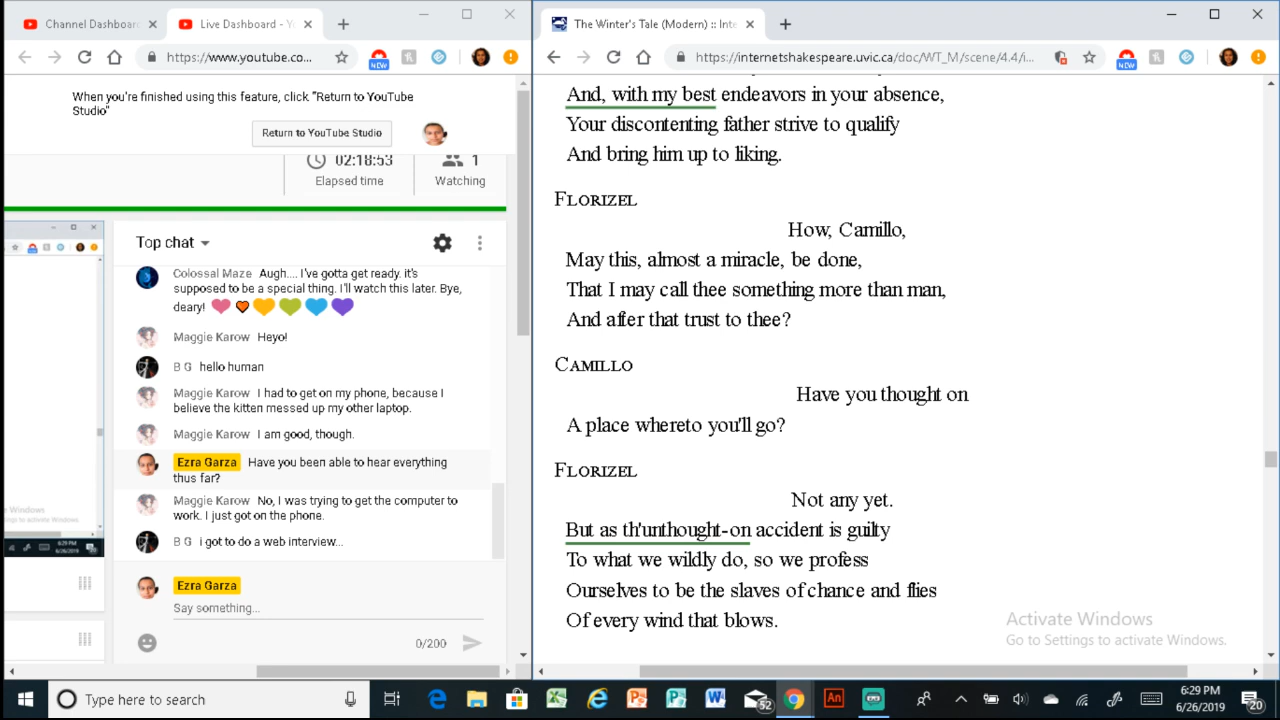 Channel Dashboard
Live Dashboard - Y
The Winter's Tale (Modern) :: Inte
https://www.youtube.co...
NEW
https://internetshakespeare.uvic.ca/doc/WT_M/scene/4.4/i...
NEW
When you're finished using this feature, click "Return to YouTube
Studio"
Return to YouTube Studio
02:18:53
Elapsed time
1
Watching
Top chat
Colossal Maze Augh.... I've gotta get ready. it's
supposed to be a special thing. I'll watch this later. Bye,
deary!
Maggie Karow Heyo!
B G hello human
Maggie Karow I had to get on my phone, because I
believe the kitten messed up my other laptop.
Maggie Karow I am good, though.
Ezra Garza Have you been able to hear everything
thus far?
Maggie Karow No, I was trying to get the computer to
work. I just got on the phone.
B G i got to do a web interview...
Ezra Garza
Say something...
0/200
And, with my best endeavors in your absence,
Your discontenting father strive to qualify
And bring him up to liking.
Florizel
How, Camillo,
May this, almost a miracle, be done,
That I may call thee something more than man,
And after that trust to thee?
Camillo
Have you thought on
A place whereto you'll go?
Florizel
Not any yet.
But as th'unthought-on accident is guilty
To what we wildly do, so we profess
Ourselves to be the slaves of chance and flies
Of every wind that blows.
Activate Windows
Go to Settings to activate Windows.
Type here to search
52
An
6:29 PM
6/26/2019
20